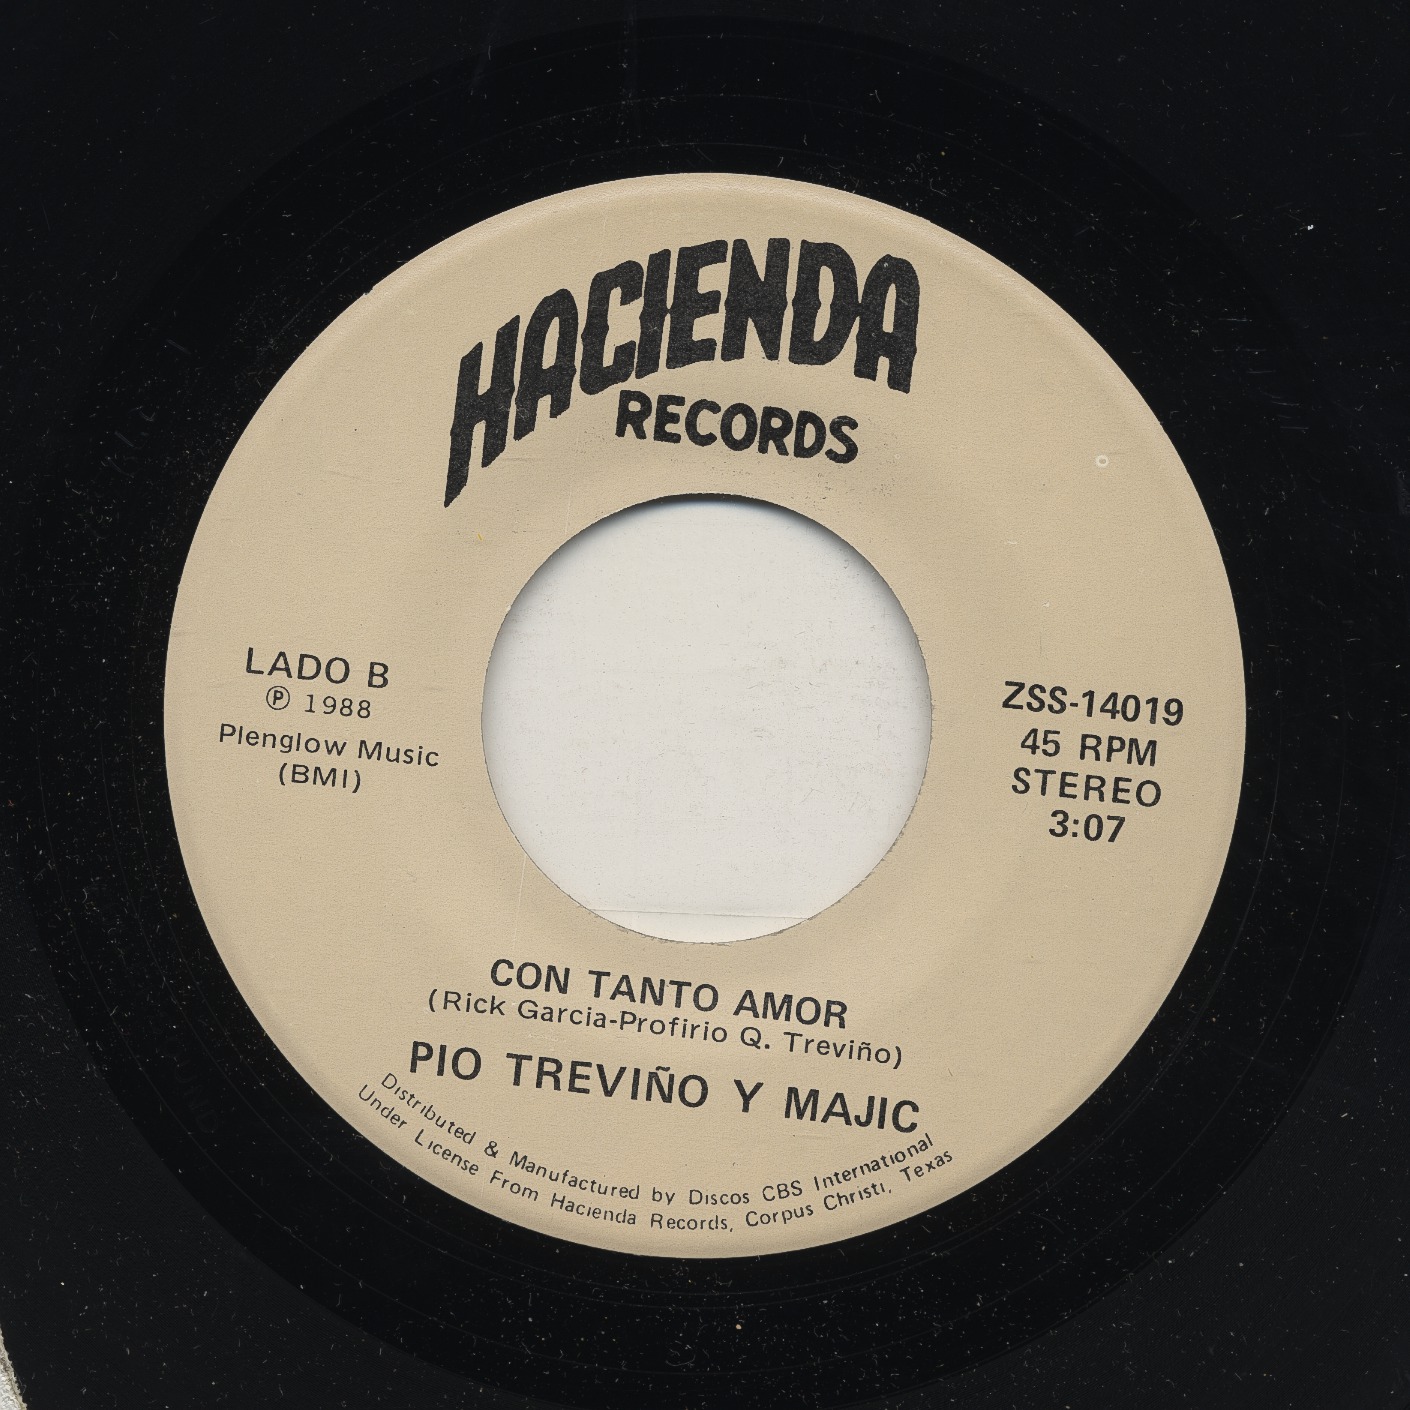 HACIENDA
RECORDS
LADO B
℗ 1988
Plenglow Music
(BMI)
ZSS-14019
45 RPM
STEREO
3:07
CON TANTO AMOR
(Rick Garcia-Profirio Q. Treviño)
PIO TREVIÑO Y MAJIC
Distributed & Manufactured by Discos CBS International
Under License From Hacienda Records, Corpus Christi, Texas